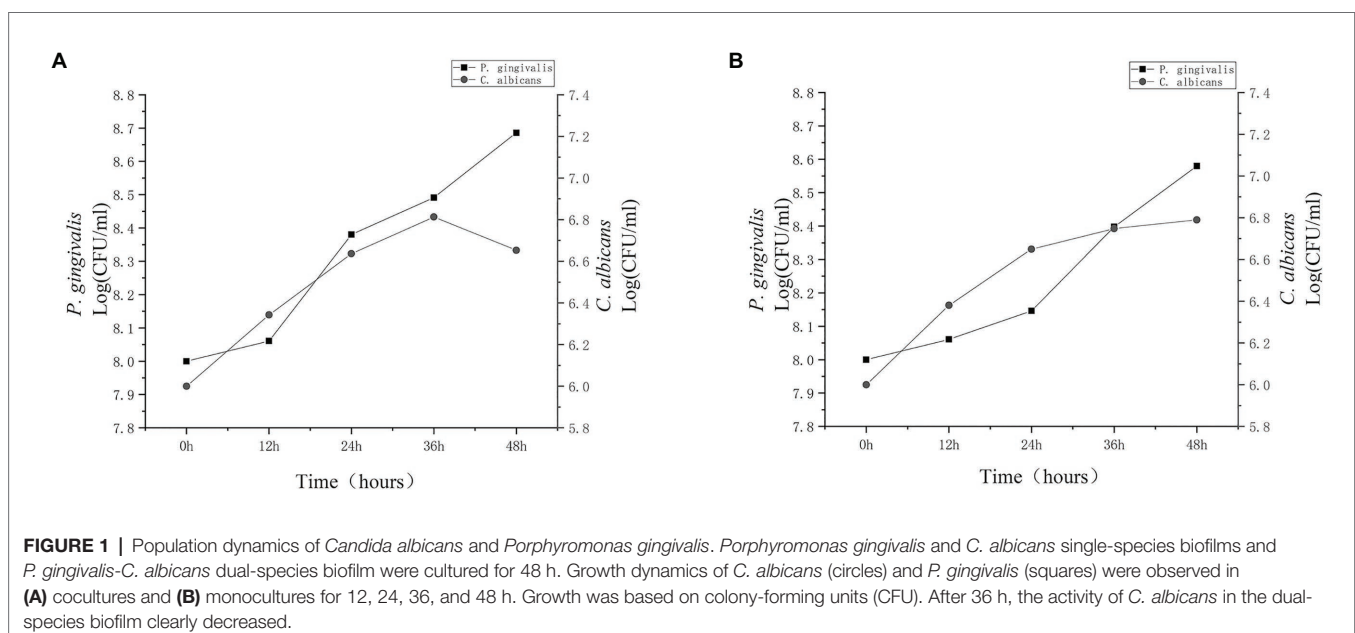 A
P. gingivalis
C. albicans
8.8
8.7
8.6
8.5
8.4
8.3
8.2
8.1
8.0
7.9
7.8
P. gingivalis
Log(CFU/ml)
7.4
7.2
7.0
6.8
6.6
6.4
6.2
6.0
5.8
C. albicans
Log(CFU/ml)
0h 12h 24h 36h 48h
Time（hours）
B
P. gingivalis
C. albicans
8.8
8.7
8.6
8.5
8.4
8.3
8.2
8.1
8.0
7.9
7.8
P. gingivalis
Log(CFU/ml)
7.4
7.2
7.0
6.8
6.6
6.4
6.2
6.0
5.8
C. albicans
Log(CFU/ml)
0h 12h 24h 36h 48h
Time（hours）
FIGURE 1 | Population dynamics of Candida albicans and Porphyromonas gingivalis. Porphyromonas gingivalis and C. albicans single-species biofilms and
P. gingivalis-C. albicans dual-species biofilm were cultured for 48 h. Growth dynamics of C. albicans (circles) and P. gingivalis (squares) were observed in
(A) cocultures and (B) monocultures for 12, 24, 36, and 48 h. Growth was based on colony-forming units (CFU). After 36 h, the activity of C. albicans in the dual-
species biofilm clearly decreased.